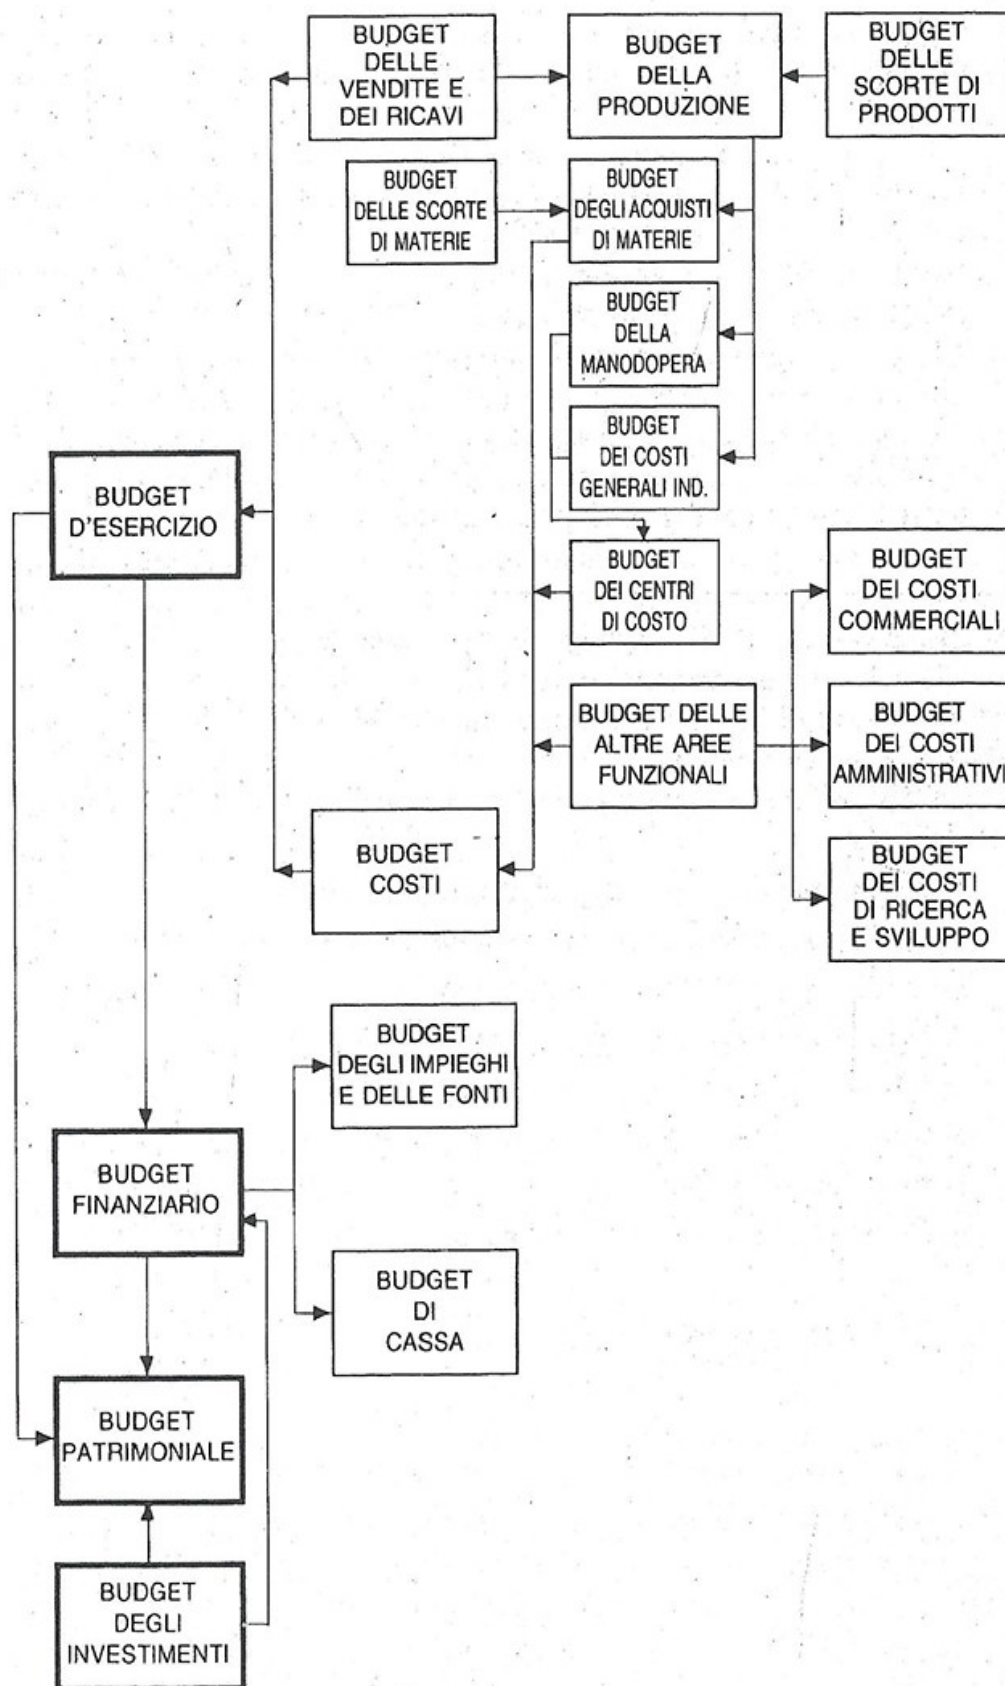 BUDGET
DELLE
VENDITE E
DEI RICAVI
BUDGET
DELLA
PRODUZIONE
BUDGET
DELLE
SCORTE DI
PRODOTTI
BUDGET
DELLE SCORTE
DI MATERIE
BUDGET
DEGLI ACQUISTI
DI MATERIE
BUDGET
DELLA
MANODOPERA
BUDGET
DEI COSTI
GENERALI IND.
BUDGET
D'ESERCIZIO
BUDGET
DEI CENTRI
DI COSTO
BUDGET
DEI COSTI
COMMERCIALI
BUDGET DELLE
ALTRE AREE
FUNZIONALI
BUDGET
DEI COSTI
AMMINISTRATIVI
BUDGET
COSTI
BUDGET
DEI COSTI
DI RICERCA
E SVILUPPO
BUDGET
DEGLI IMPIEGHI
E DELLE FONTI
BUDGET
FINANZIARIO
BUDGET
DI
CASSA
BUDGET
PATRIMONIALE
BUDGET
DEGLI
INVESTIMENTI